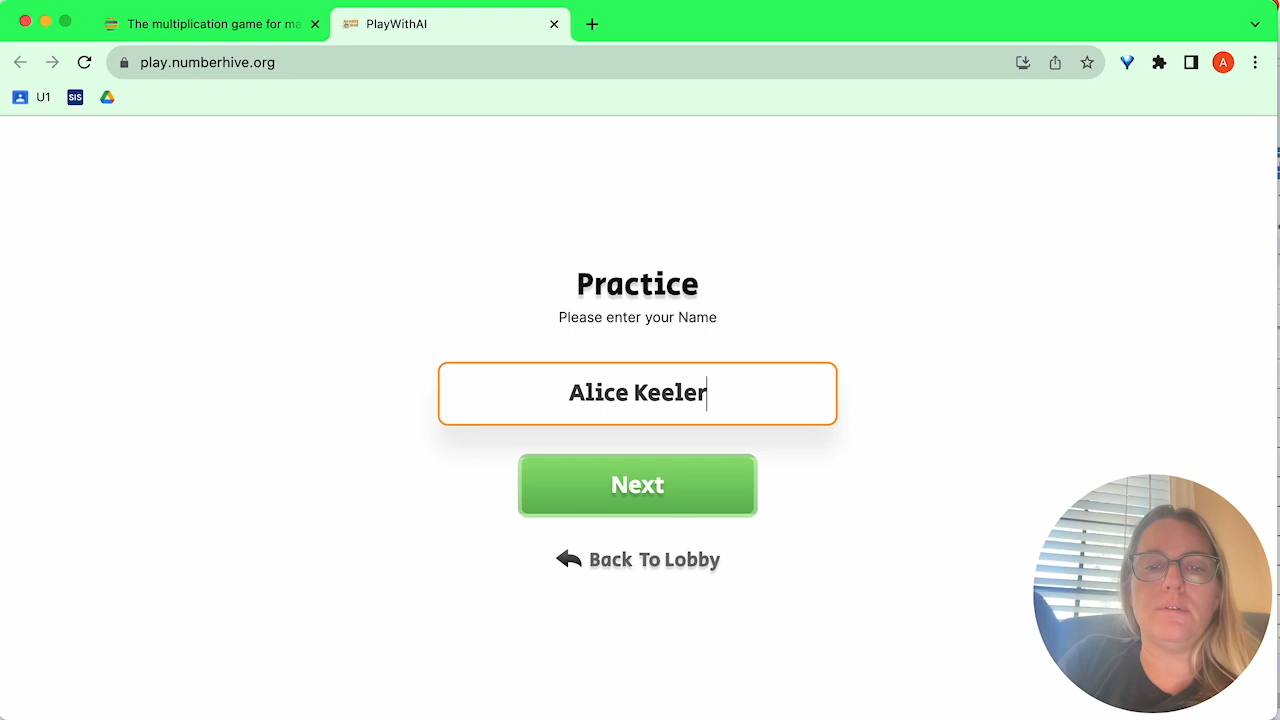 The multiplication game for ma
PlayWithAI
play.numberhive.org
A
U1
SIS
Practice
Please enter your Name
Alice Keeler
Next
Back To Lobby